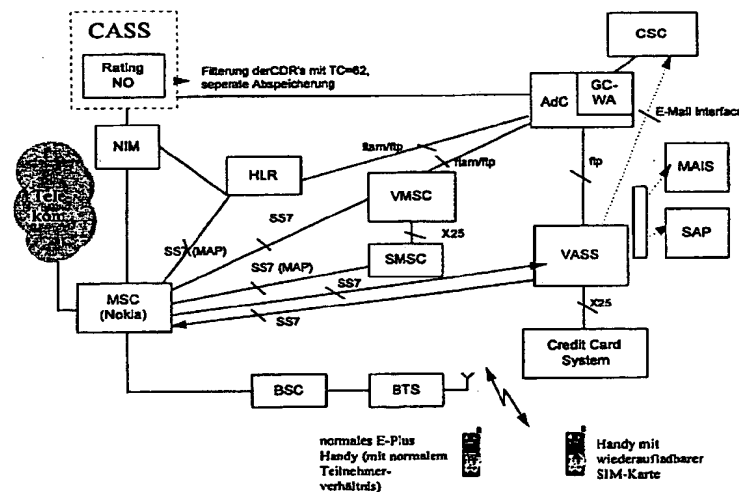 CASS
Rating
NO
Filterung derCDR's mit TC=62,
seperate Abspeicherung
CSC
GC-
WA
AdC
E-Mail Interface
NIM
HLR
ftam/ftp
ftam/ftp
ftp
MAIS
VMSC
Tele
kom
SS7
X25
SS7(MAP)
SAP
SMSC
VASS
SS7 (MAP)
SS7
MSC
(Nokia)
SS7
X25
Credit Card
System
BSC
BTS
normales E-Plus
Handy (mit normalem
Teilnehmer-
verhältnis)
Handy mit
wiederaufladbarer
SIM-Karte